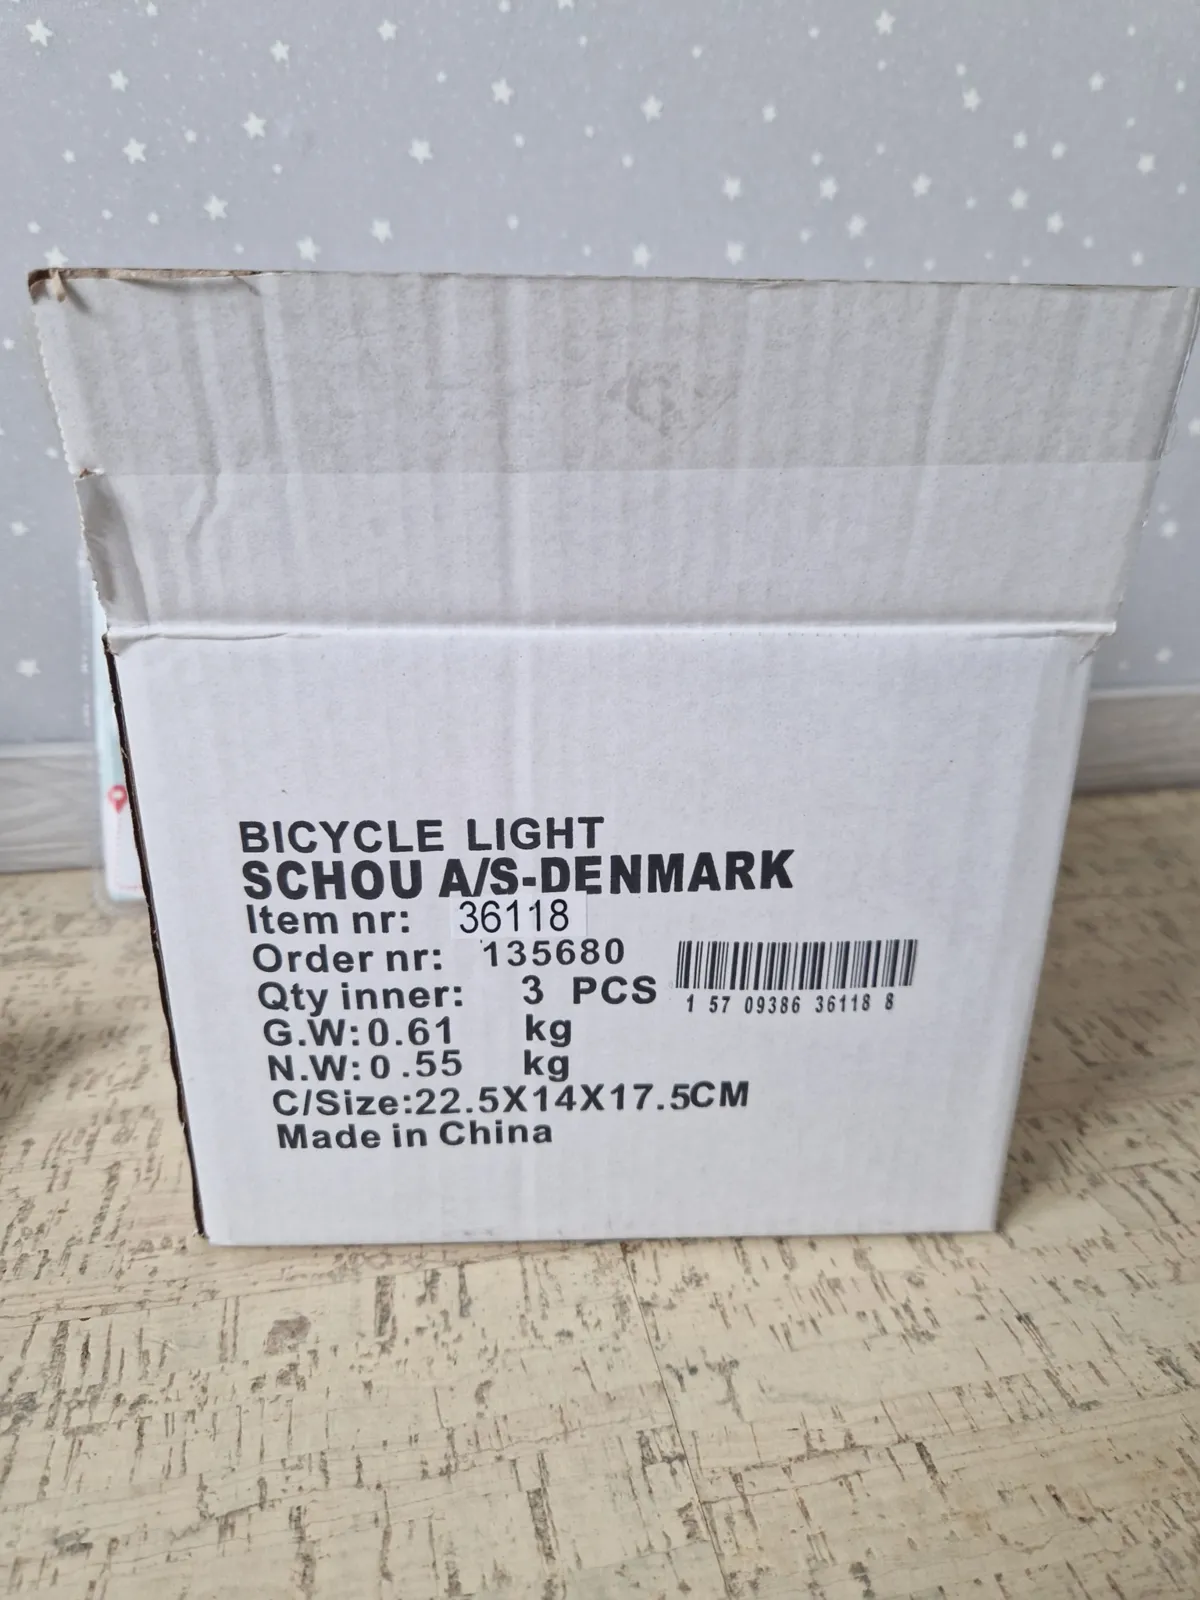 BICYCLE LIGHT
SCHOU A/S-DENMARK
Item nr: 36118
Order nr: 135680
Qty inner: 3 PCS
1 57 09386 36118 8
G.W:0.61 kg
N.W:0.55 kg
C/Size:22.5X14X17.5CM
Made in China